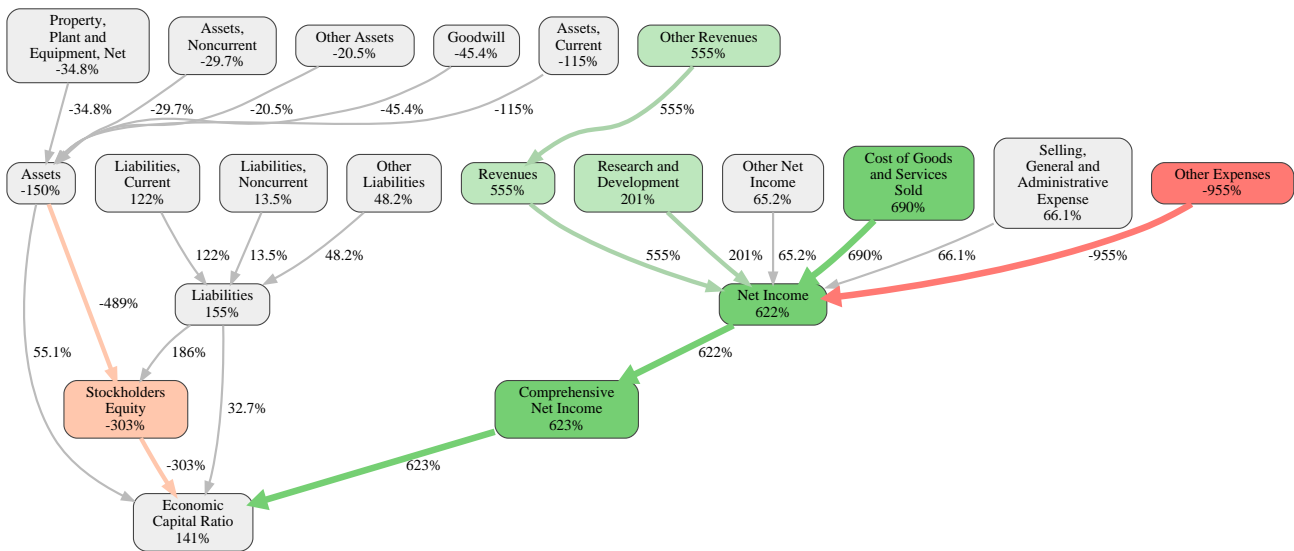 Property,
Plant and
Equipment, Net
-34.8%
Assets,
Noncurrent
-29.7%
Other Assets
-20.5%
Goodwill
-45.4%
Assets,
Current
-115%
Other Revenues
555%
-34.8%
-29.7%
-20.5%
-45.4%
-115%
555%
Assets
-150%
Liabilities,
Current
122%
Liabilities,
Noncurrent
13.5%
Other
Liabilities
48.2%
Revenues
555%
Research and
Development
201%
Other Net
Income
65.2%
Cost of Goods
and Services
Sold
690%
Selling,
General and
Administrative
Expense
66.1%
Other Expenses
-955%
122%
13.5%
48.2%
555%
201%
65.2%
690%
66.1%
-955%
-489%
Liabilities
155%
Net Income
622%
55.1%
186%
622%
Stockholders
Equity
-303%
32.7%
Comprehensive
Net Income
623%
-303%
623%
Economic
Capital Ratio
141%